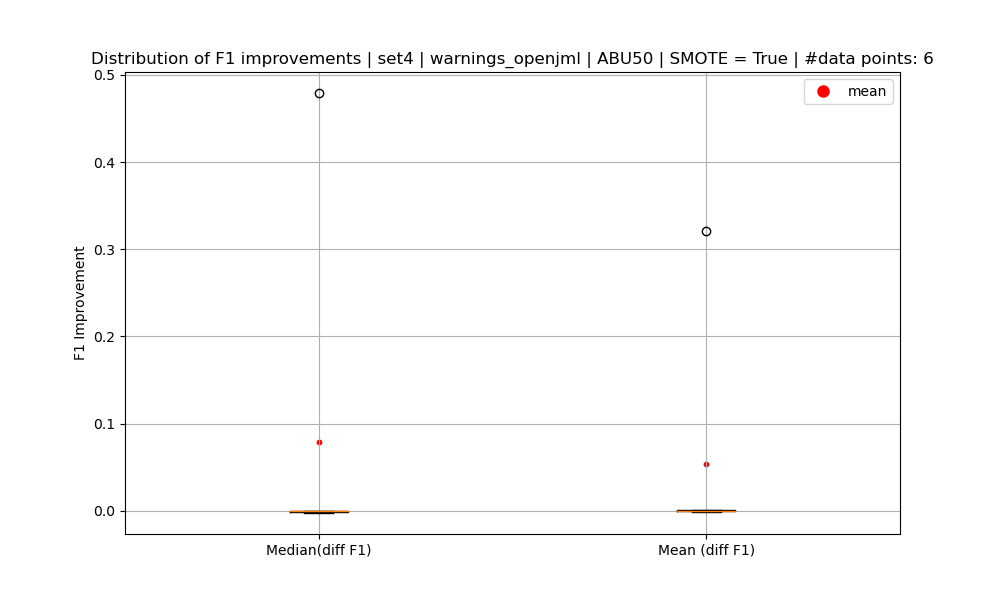 Distribution of F1 improvements | set4 | warnings_openjml | ABU50 | SMOTE = True | #data points: 6
mean
F1 Improvement
0.5
0.4
0.3
0.2
0.1
0.0
Median(diff F1)
Mean (diff F1)